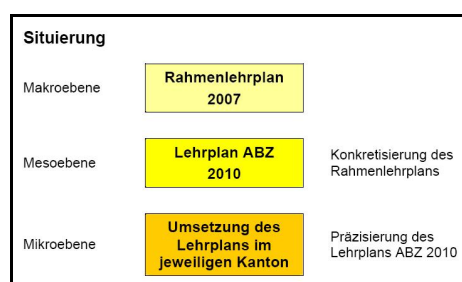 Situierung
Makroebene
Rahmenlehrplan
2007
Mesoebene
Lehrplan ABZ
2010
Konkretisierung des
Rahmenlehrplans
Mikroebene
Umsetzung des
Lehrplans im
jeweiligen Kanton
Präzisierung des
Lehrplans ABZ 2010